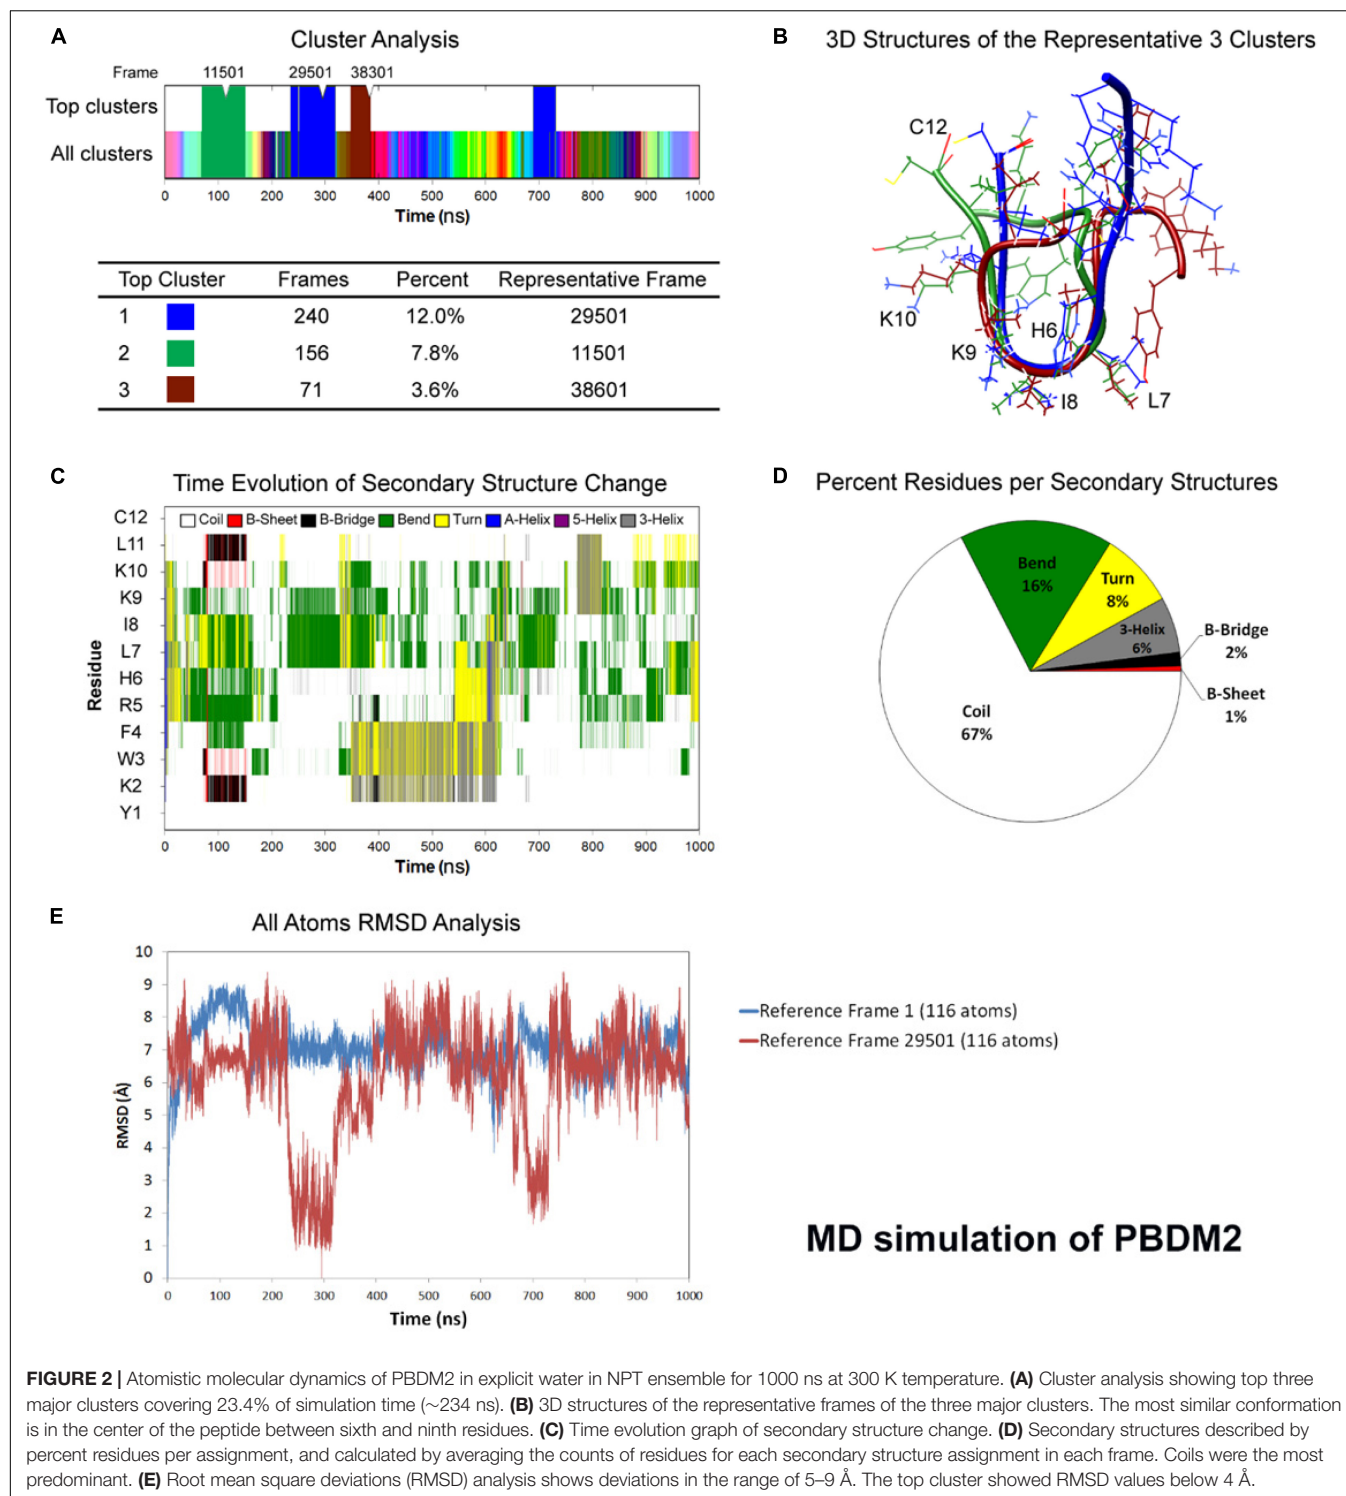 A
Cluster Analysis
Frame 11501 29501 38301
Top clusters
All clusters
0 100 200 300 400 500 600 700 800 900 1000
Time (ns)
Top Cluster Frames Percent Representative Frame
1 240 12.0% 29501
2 156 7.8% 11501
3 71 3.6% 38601
B
3D Structures of the Representative 3 Clusters
C12
K10
K9
H6
I8
L7
C
Time Evolution of Secondary Structure Change
Coil B-Sheet B-Bridge Bend Turn A-Helix 5-Helix 3-Helix
Residue
C12
L11
K10
K9
I8
L7
H6
R5
F4
W3
K2
Y1
0 100 200 300 400 500 600 700 800 900 1000
Time (ns)
D
Percent Residues per Secondary Structures
Bend
16%
Turn
8%
3-Helix
6%
B-Bridge
2%
B-Sheet
1%
Coil
67%
E
All Atoms RMSD Analysis
RMSD (Å)
10
9
8
7
6
5
4
3
2
1
0
0 100 200 300 400 500 600 700 800 900 1000
Time (ns)
Reference Frame 1 (116 atoms)
Reference Frame 29501 (116 atoms)
MD simulation of PBDM2
FIGURE 2 | Atomistic molecular dynamics of PBDM2 in explicit water in NPT ensemble for 1000 ns at 300 K temperature. (A) Cluster analysis showing top three
major clusters covering 23.4% of simulation time (~234 ns). (B) 3D structures of the representative frames of the three major clusters. The most similar conformation
is in the center of the peptide between sixth and ninth residues. (C) Time evolution graph of secondary structure change. (D) Secondary structures described by
percent residues per assignment, and calculated by averaging the counts of residues for each secondary structure assignment in each frame. Coils were the most
predominant. (E) Root mean square deviations (RMSD) analysis shows deviations in the range of 5–9 Å. The top cluster showed RMSD values below 4 Å.